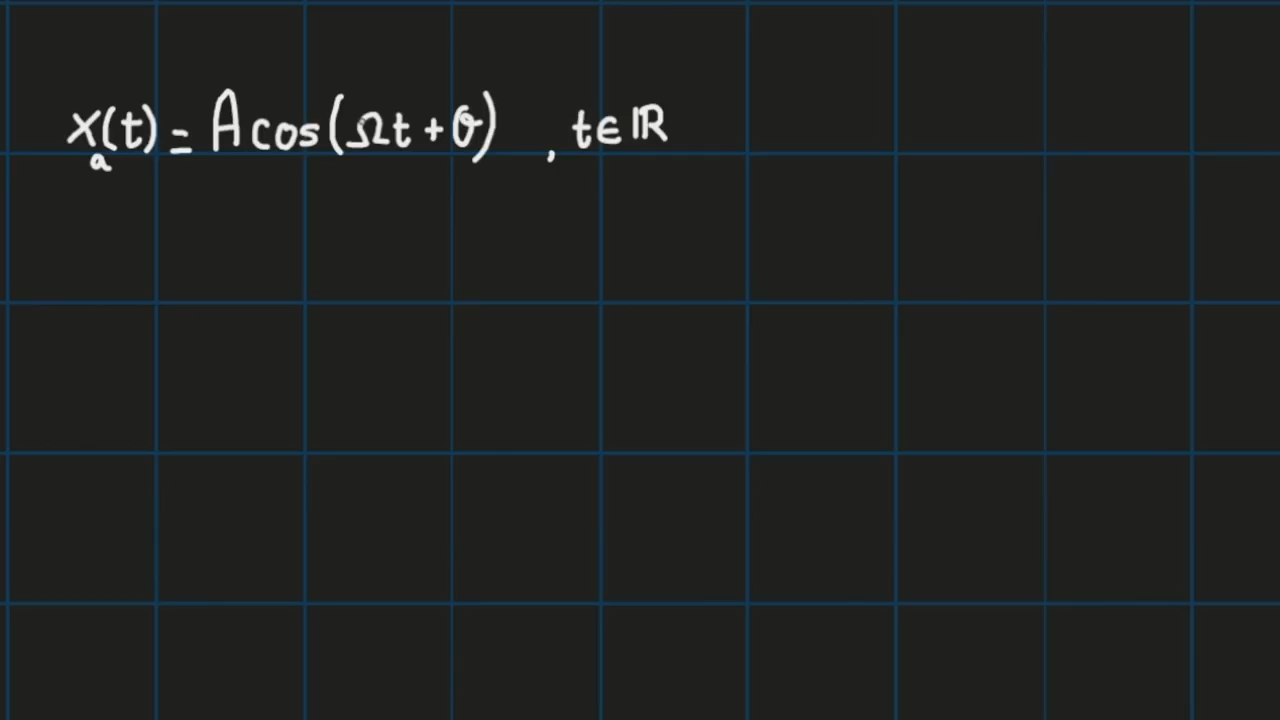 xₐ(t) = A cos(Ωt + θ) , t ∈ ℝ